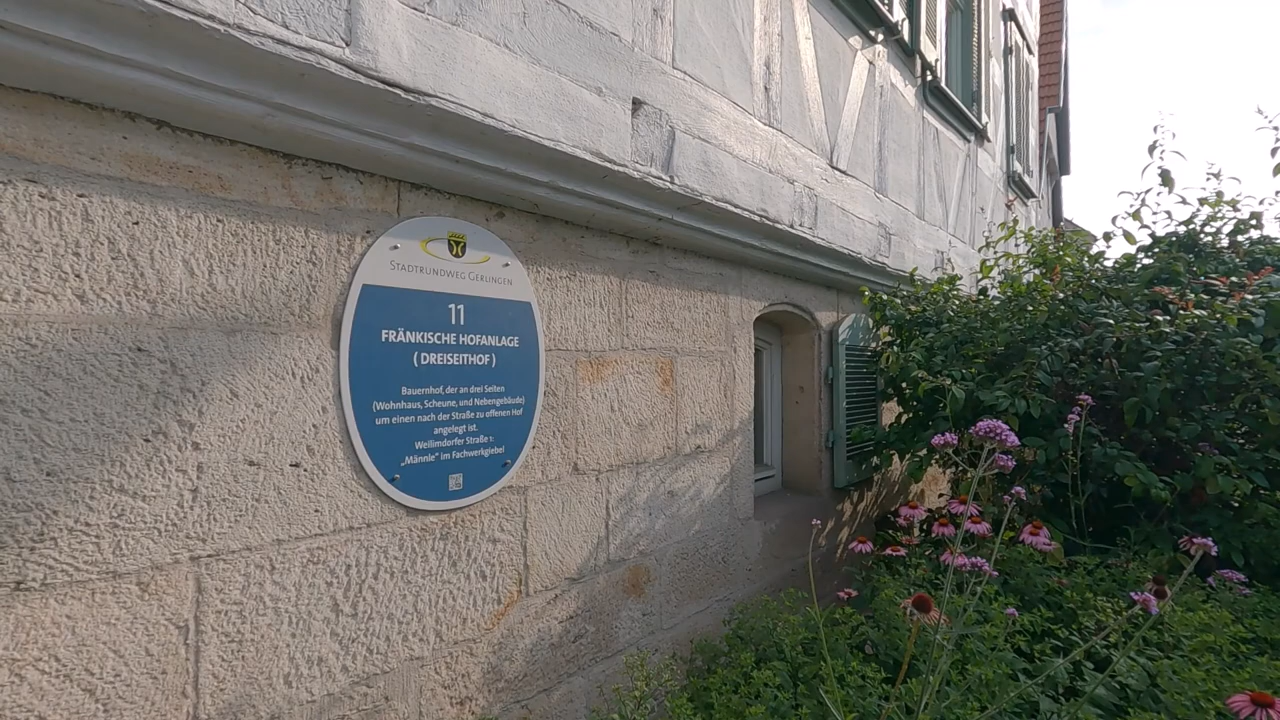 STADTRUNDWEG GERLINGEN
11
FRÄNKISCHE HOFANLAGE
( DREISEITHOF )
Bauernhof, der an drei Seiten
(Wohnhaus, Scheune, und Nebengebäude)
um einen nach der Straße zu offenen Hof
angelegt ist.
Weilimdorfer Straße 1:
„Männle“ im Fachwerkgiebel